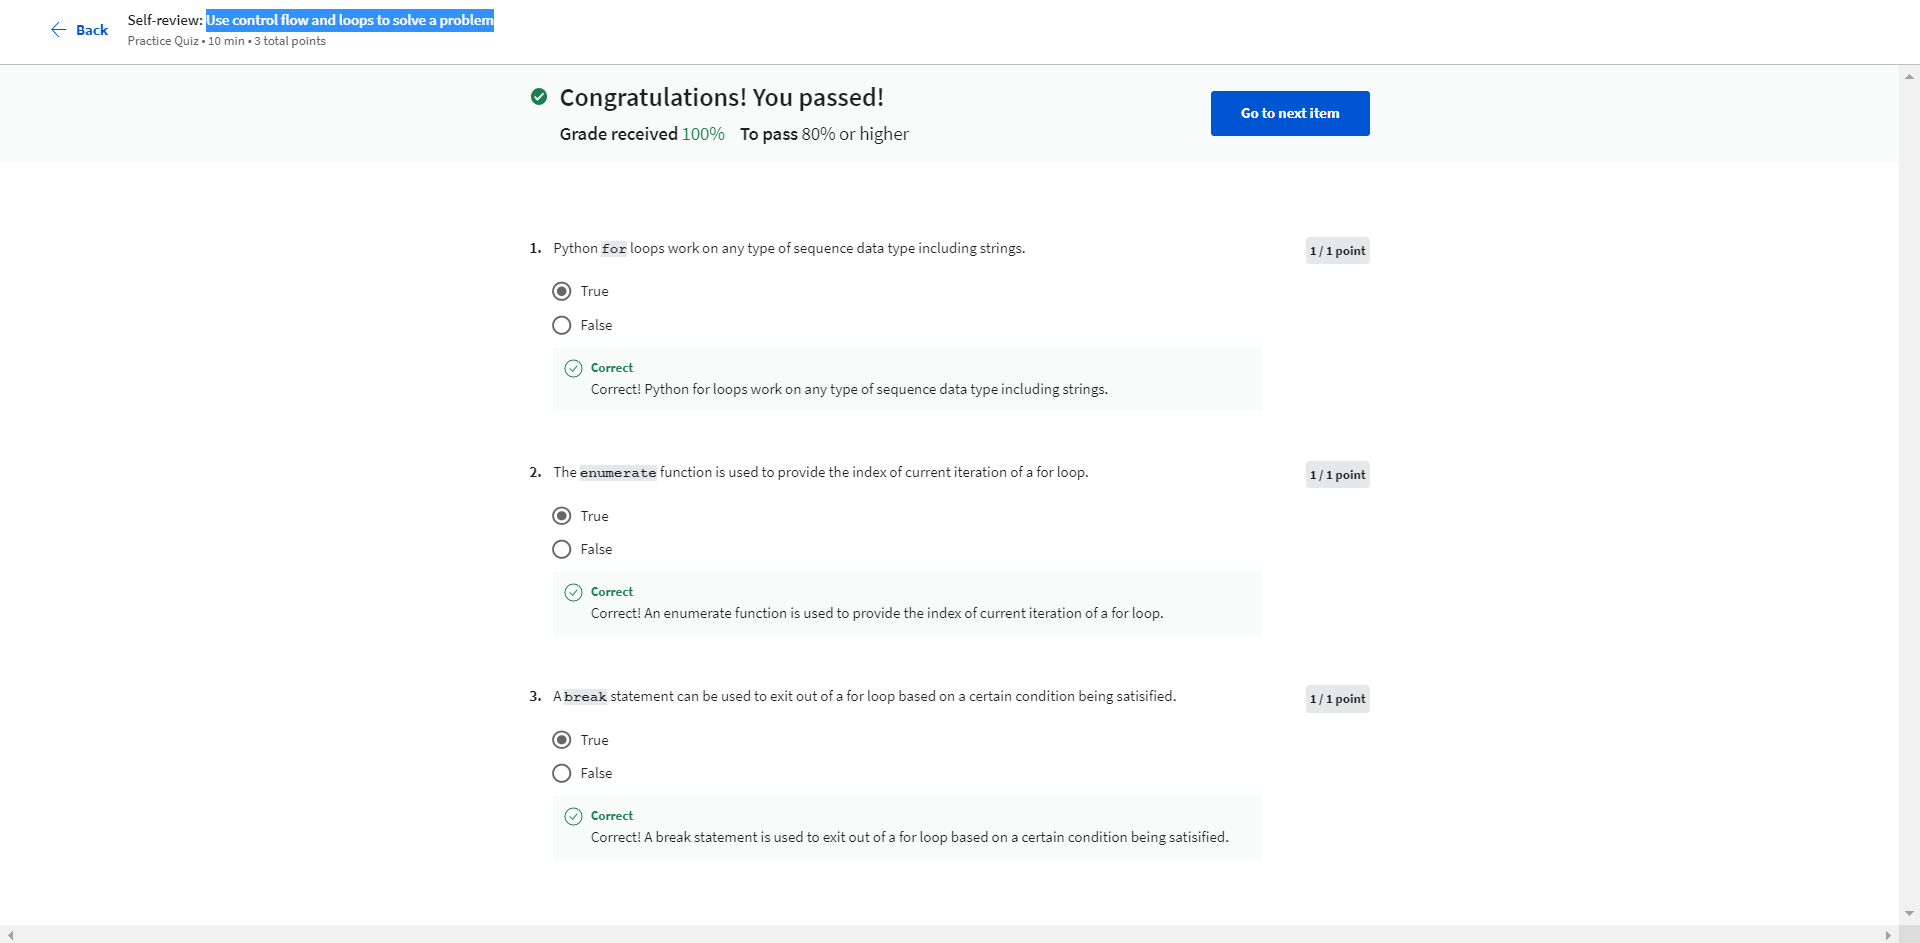 Back
Self-review: Use control flow and loops to solve a problem
Practice Quiz • 10 min • 3 total points
Congratulations! You passed!
Grade received 100% To pass 80% or higher
Go to next item
1. Python for loops work on any type of sequence data type including strings.
1 / 1 point
True
False
Correct
Correct! Python for loops work on any type of sequence data type including strings.
2. The enumerate function is used to provide the index of current iteration of a for loop.
1 / 1 point
True
False
Correct
Correct! An enumerate function is used to provide the index of current iteration of a for loop.
3. A break statement can be used to exit out of a for loop based on a certain condition being satisified.
1 / 1 point
True
False
Correct
Correct! A break statement is used to exit out of a for loop based on a certain condition being satisified.